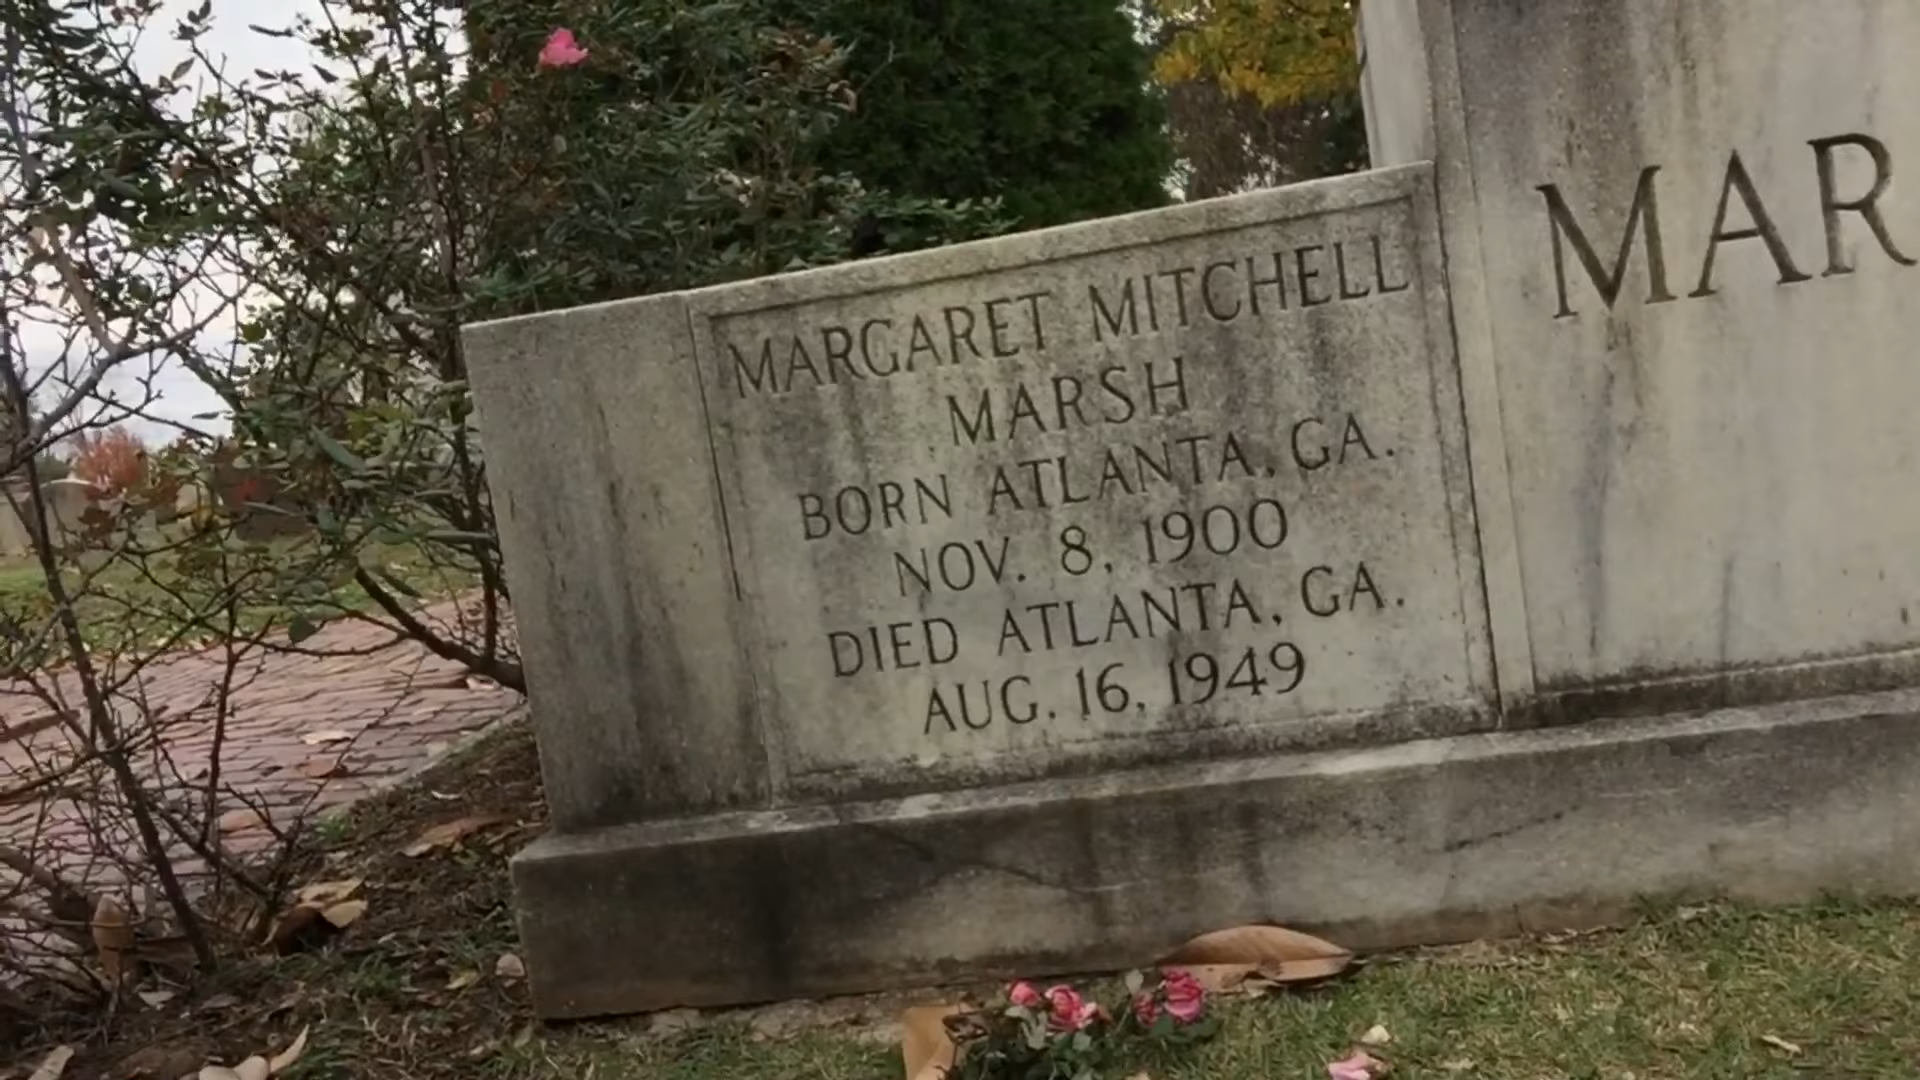 MARGARET MITCHELL
MARSH
BORN ATLANTA, GA.
NOV. 8, 1900
DIED ATLANTA, GA.
AUG. 16, 1949
MAR